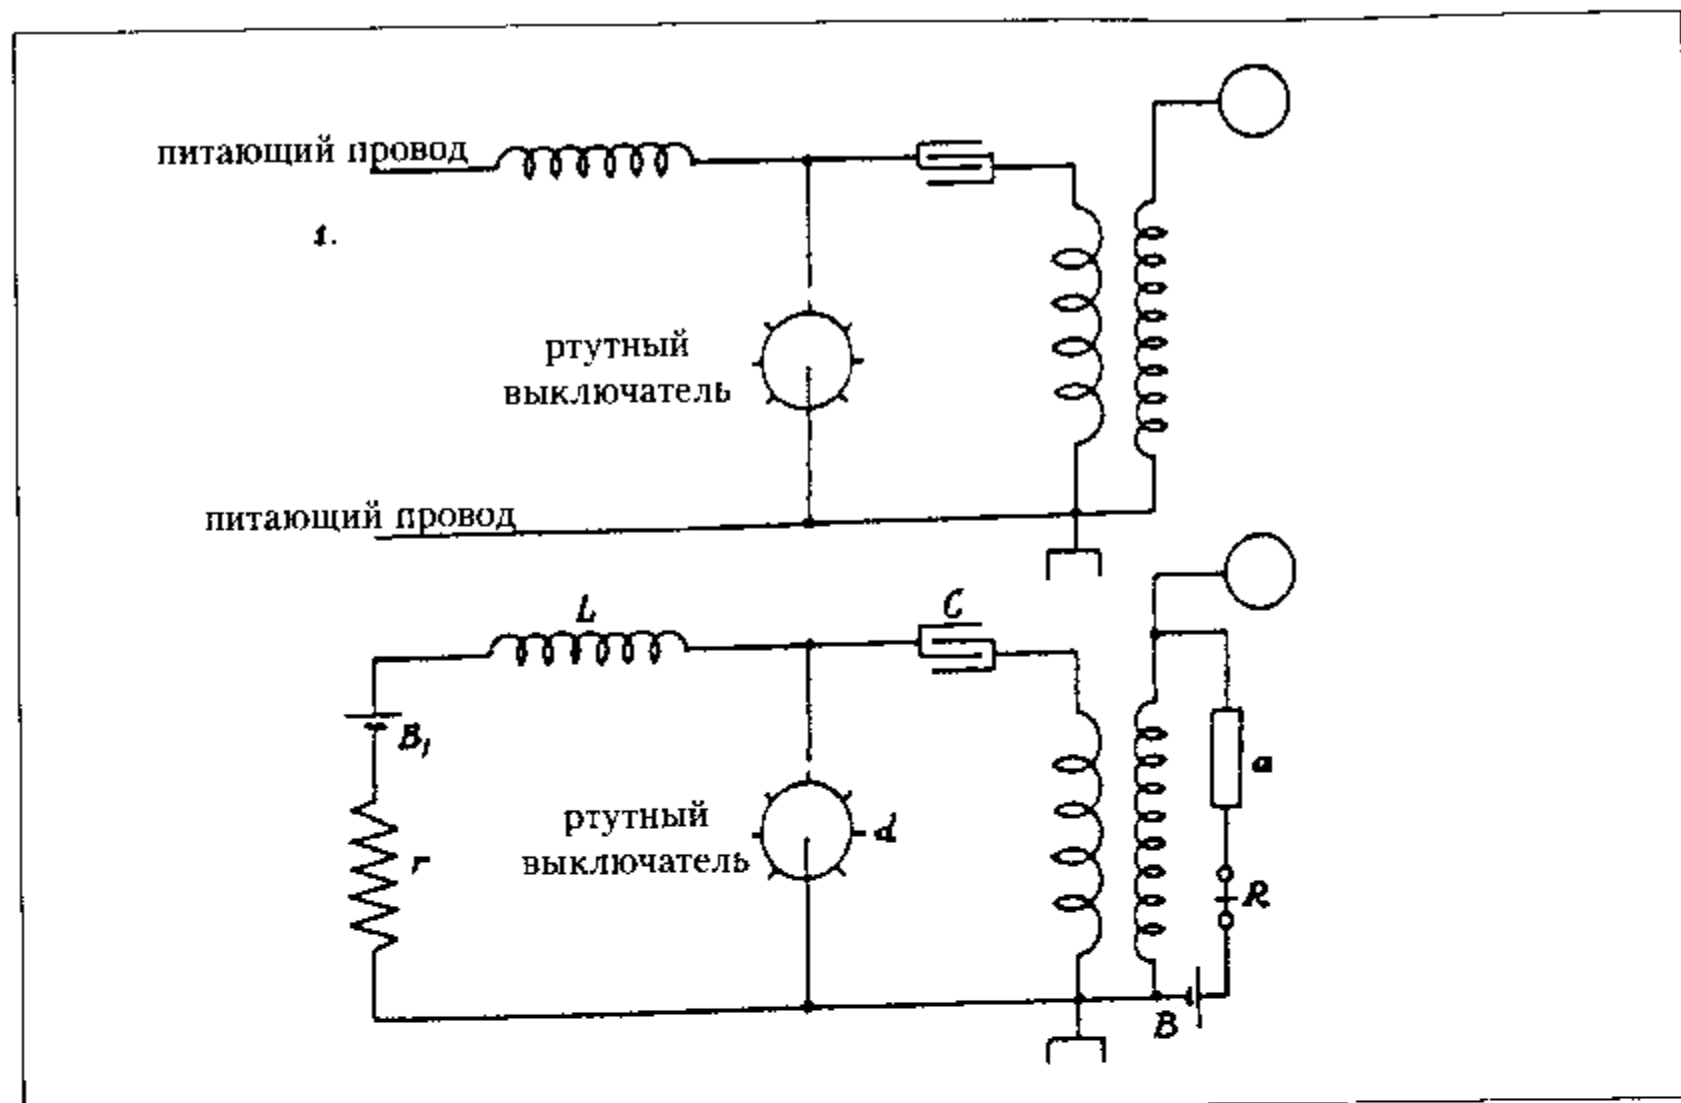 питающий провод
1.
ртутный
выключатель
питающий провод
L
C
B₁
a
ртутный
d
выключатель
r
R
B